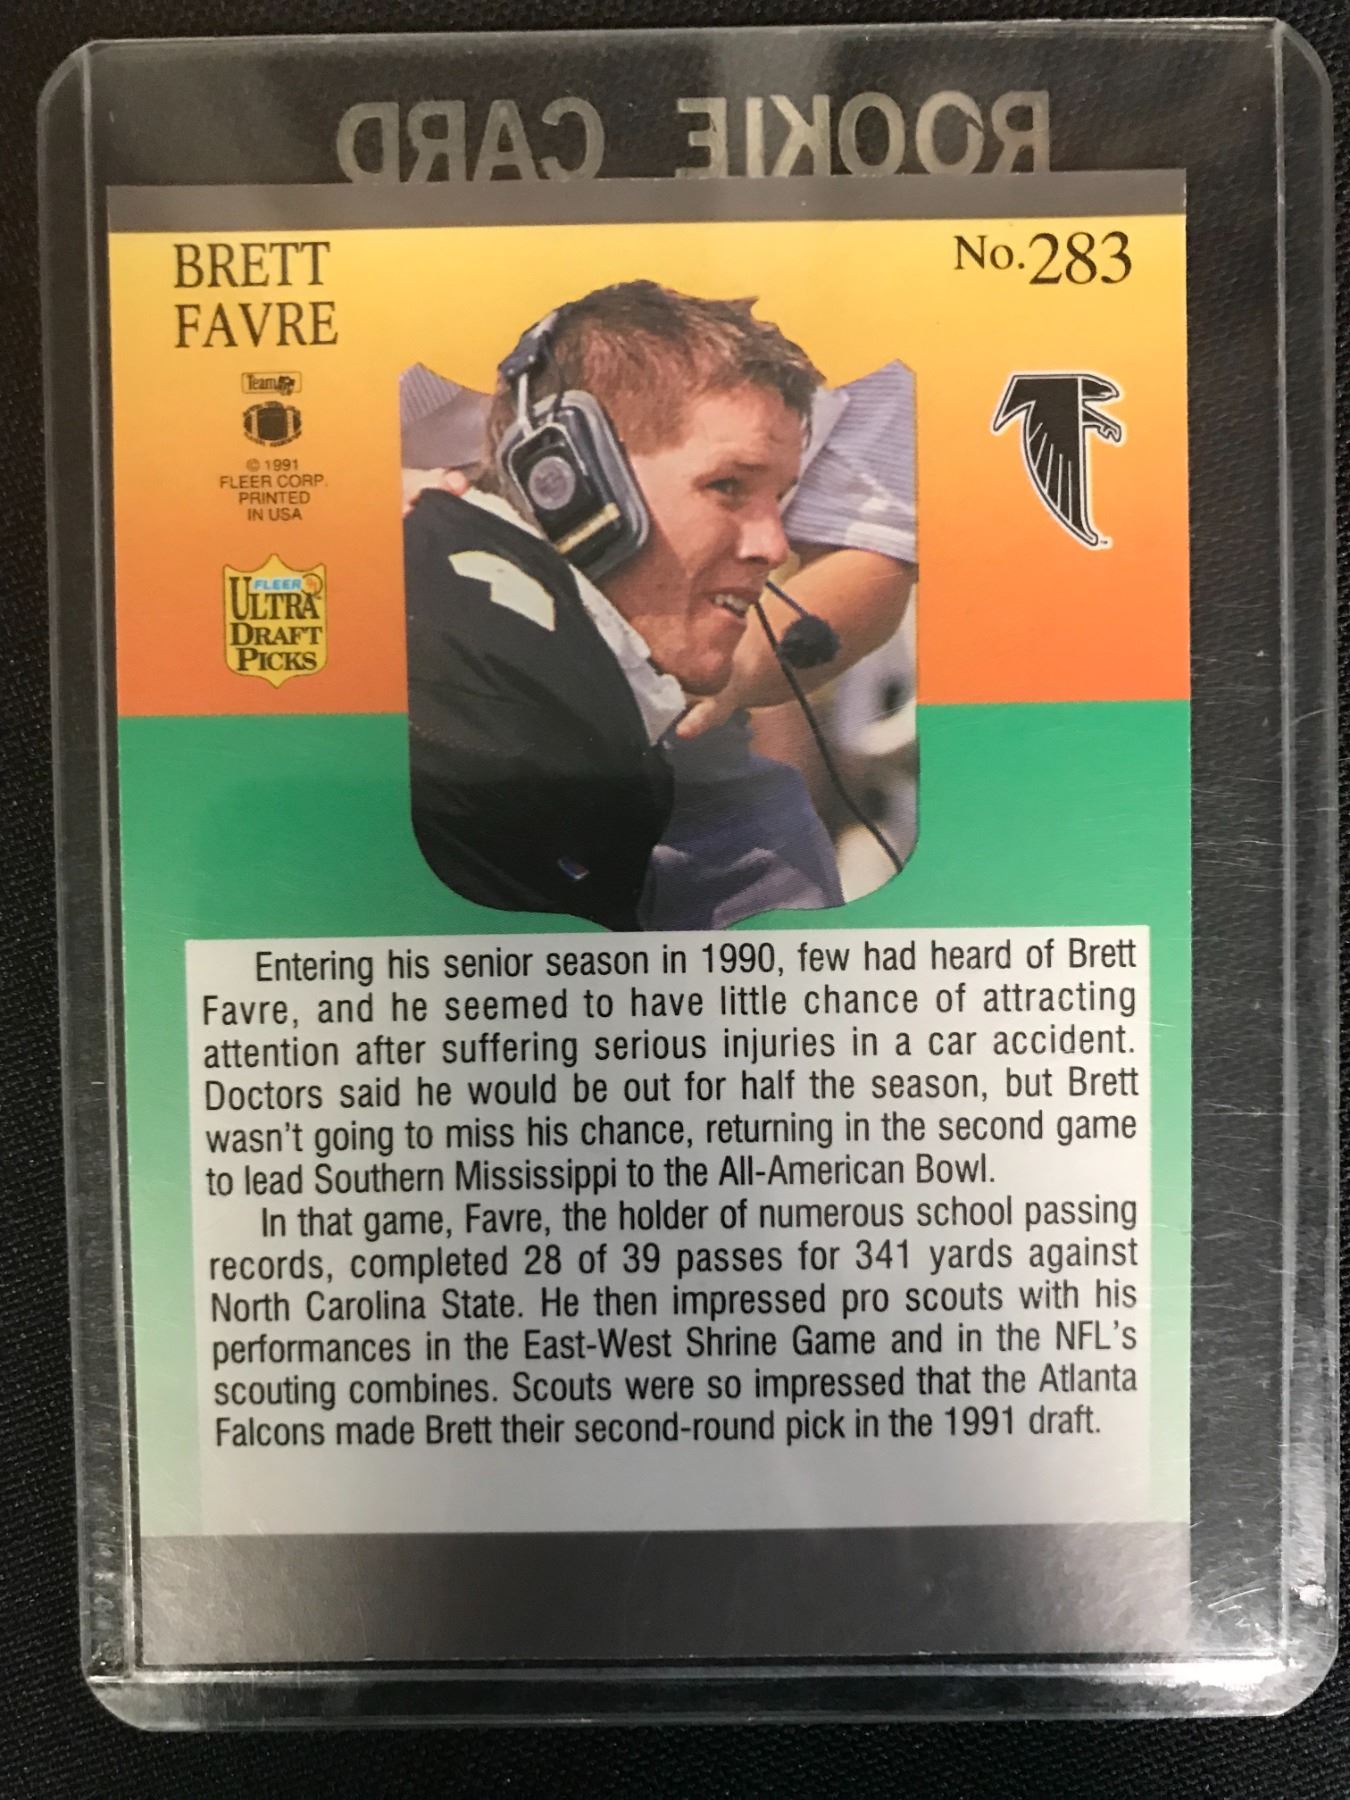 ROOKIE CARD
BRETT
FAVRE
No.283
Team NFL
© 1991
FLEER CORP.
PRINTED
IN USA
FLEER 91
ULTRA
DRAFT
PICKS
Entering his senior season in 1990, few had heard of Brett
Favre, and he seemed to have little chance of attracting
attention after suffering serious injuries in a car accident.
Doctors said he would be out for half the season, but Brett
wasn't going to miss his chance, returning in the second game
to lead Southern Mississippi to the All-American Bowl.
In that game, Favre, the holder of numerous school passing
records, completed 28 of 39 passes for 341 yards against
North Carolina State. He then impressed pro scouts with his
performances in the East-West Shrine Game and in the NFL's
scouting combines. Scouts were so impressed that the Atlanta
Falcons made Brett their second-round pick in the 1991 draft.